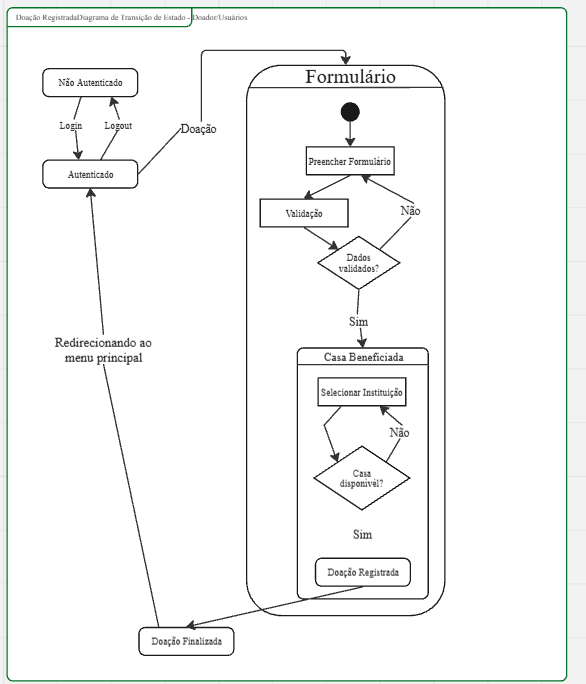 Doação RegistradaDiagrama de Transição de Estado - Doador/Usuários
Formulário
Não Autenticado
Login
Logout
Doação
Autenticado
Preencher Formulário
Validação
Não
Dados
validados?
Sim
Redirecionando ao
menu principal
Casa Beneficiada
Selecionar Instituição
Não
Casa
disponivél?
Sim
Doação Registrada
Doação Finalizada